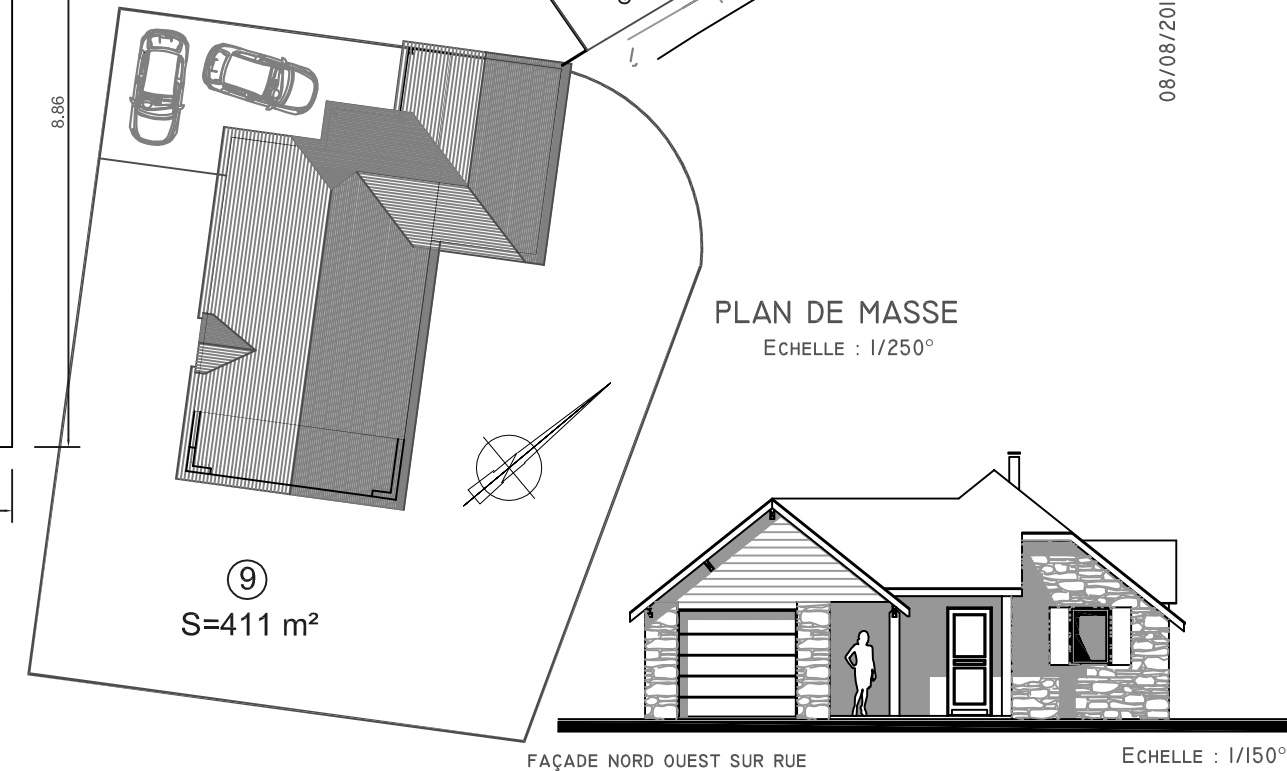 08/08/201
8.86
PLAN DE MASSE
ECHELLE : 1/250°
9
S=411 m²
FAÇADE NORD OUEST SUR RUE
ECHELLE : 1/150°